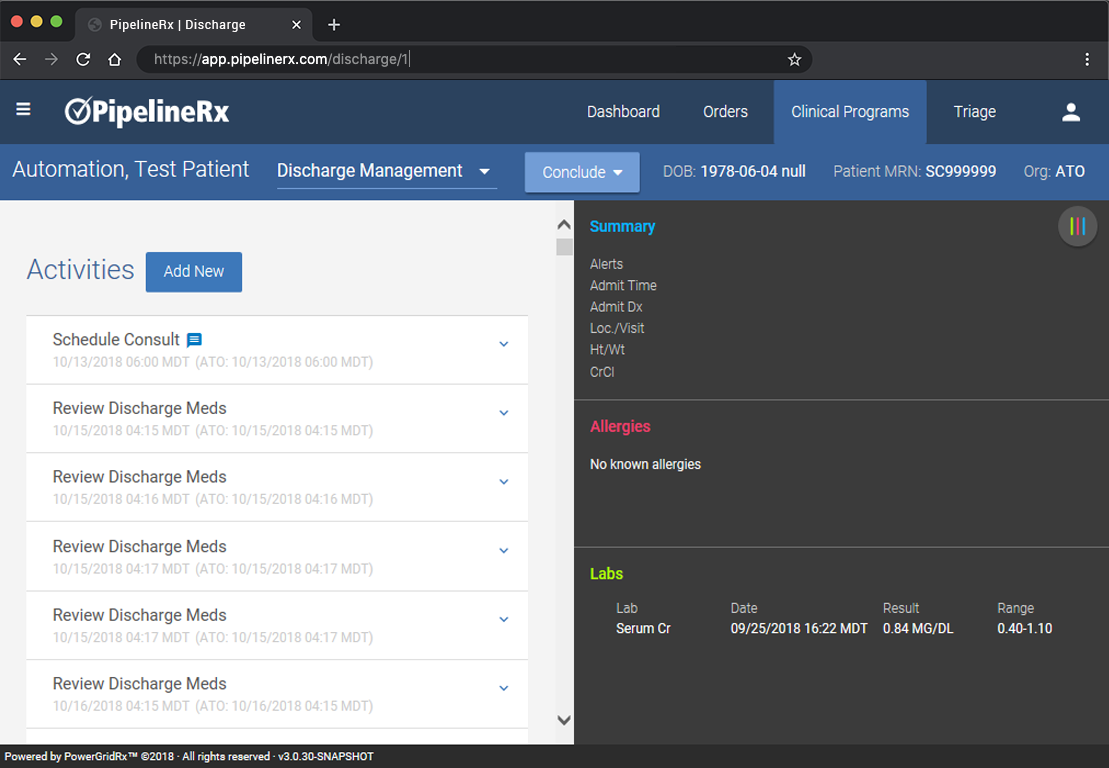 PipelineRx | Discharge
https://app.pipelinerx.com/discharge/1
PipelineRx
Dashboard Orders Clinical Programs Triage
Automation, Test Patient Discharge Management Conclude DOB: 1978-06-04 null Patient MRN: SC999999 Org: ATO
Activities Add New
Schedule Consult
10/13/2018 06:00 MDT (ATO: 10/13/2018 06:00 MDT)
Review Discharge Meds
10/15/2018 04:15 MDT (ATO: 10/15/2018 04:15 MDT)
Review Discharge Meds
10/15/2018 04:16 MDT (ATO: 10/15/2018 04:16 MDT)
Review Discharge Meds
10/15/2018 04:17 MDT (ATO: 10/15/2018 04:17 MDT)
Review Discharge Meds
10/15/2018 04:17 MDT (ATO: 10/15/2018 04:17 MDT)
Review Discharge Meds
10/16/2018 04:15 MDT (ATO: 10/16/2018 04:15 MDT)
Summary
Alerts
Admit Time
Admit Dx
Loc./Visit
Ht/Wt
CrCl
Allergies
No known allergies
Labs
Lab Date Result Range
Serum Cr 09/25/2018 16:22 MDT 0.84 MG/DL 0.40-1.10
Powered by PowerGridRx™ ©2018 · All rights reserved · v3.0.30-SNAPSHOT